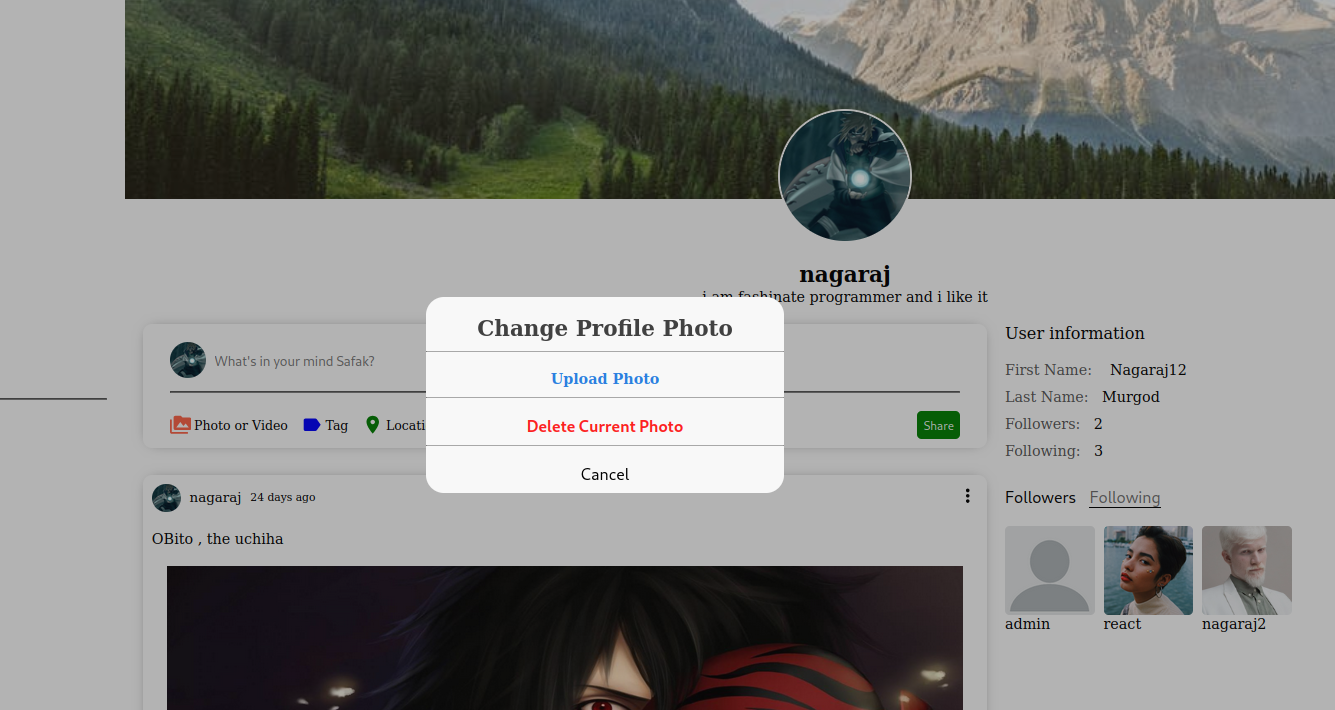 nagaraj
i am fashinate programmer and i like it
Change Profile Photo
Upload Photo
Delete Current Photo
Cancel
What's in your mind Safak?
Photo or Video Tag Locati
Share
nagaraj 24 days ago
OBito , the uchiha
User information
First Name: Nagaraj12
Last Name: Murgod
Followers: 2
Following: 3
Followers Following
admin react nagaraj2